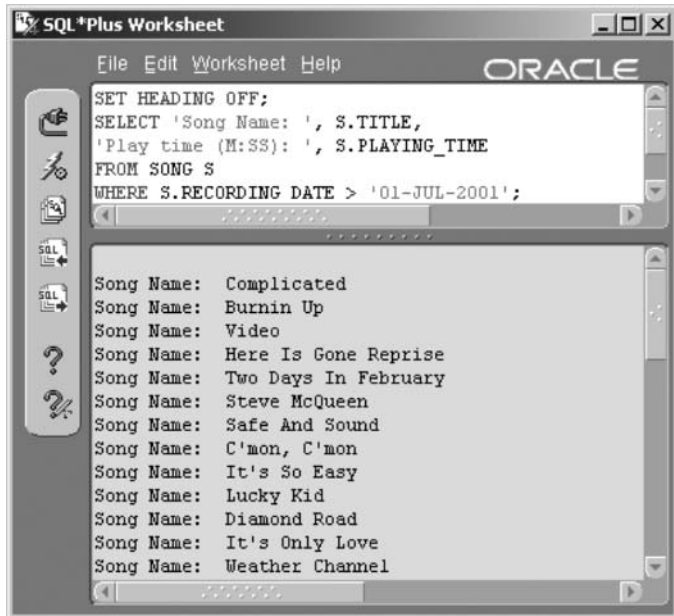 SQL*Plus Worksheet
File Edit Worksheet Help
ORACLE
SET HEADING OFF;
SELECT 'Song Name: ', S.TITLE,
'Play time (M:SS): ', S.PLAYING_TIME
FROM SONG S
WHERE S.RECORDING_DATE > '01-JUL-2001';
SQL
SQL
Song Name: Complicated
Song Name: Burnin Up
Song Name: Video
Song Name: Here Is Gone Reprise
Song Name: Two Days In February
Song Name: Steve McQueen
Song Name: Safe And Sound
Song Name: C'mon, C'mon
Song Name: It's So Easy
Song Name: Lucky Kid
Song Name: Diamond Road
Song Name: It's Only Love
Song Name: Weather Channel